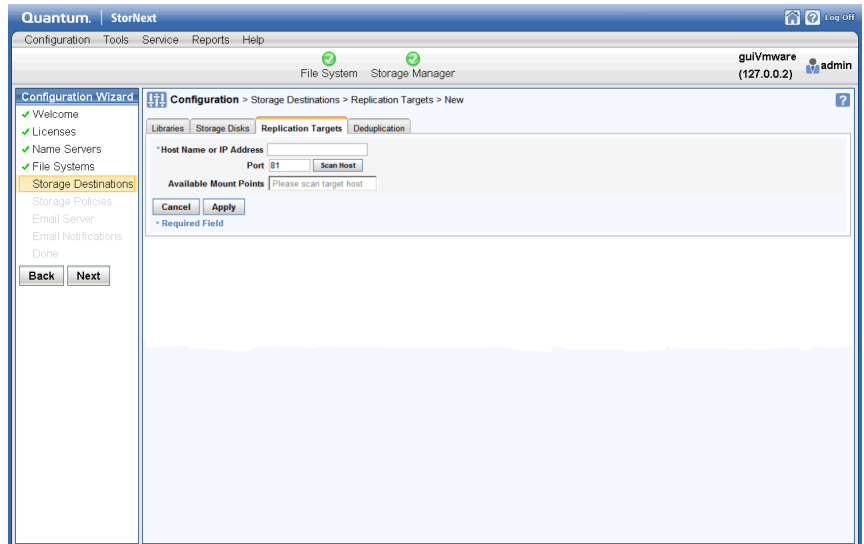 Quantum. | StorNext
Log Off
Configuration Tools Service Reports Help
File System Storage Manager
guiVmware
(127.0.0.2)
admin
Configuration Wizard
Welcome
Licenses
Name Servers
File Systems
Storage Destinations
Storage Policies
Email Server
Email Notifications
Done
Back Next
Configuration > Storage Destinations > Replication Targets > New
?
Libraries Storage Disks Replication Targets Deduplication
*Host Name or IP Address
Port 81 Scan Host
Available Mount Points Please scan target host
Cancel Apply
* Required Field